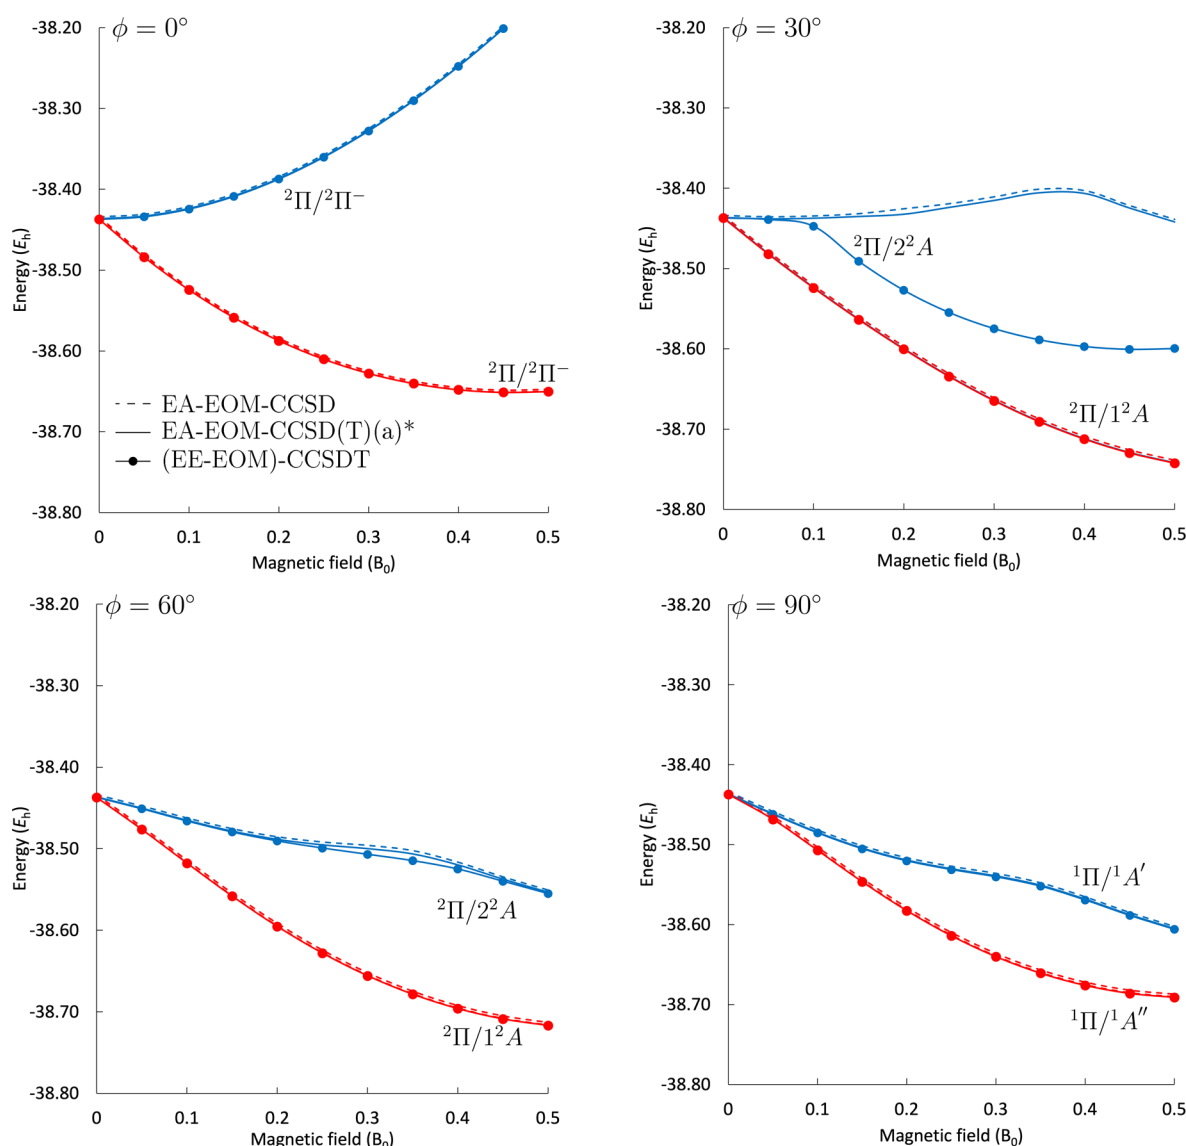 ϕ = 0°
-38.20
-38.30
-38.40
-38.50
-38.60
-38.70
-38.80
Energy (Eh)
²Π/²Π⁻
²Π/²Π⁻
EA-EOM-CCSD
EA-EOM-CCSD(T)(a)*
(EE-EOM)-CCSDT
0 0.1 0.2 0.3 0.4 0.5
Magnetic field (B₀)
ϕ = 30°
-38.20
-38.30
-38.40
-38.50
-38.60
-38.70
-38.80
Energy (Eh)
²Π/2²A
²Π/1²A
0 0.1 0.2 0.3 0.4 0.5
Magnetic field (B₀)
ϕ = 60°
-38.20
-38.30
-38.40
-38.50
-38.60
-38.70
-38.80
Energy (Eh)
²Π/2²A
²Π/1²A
0 0.1 0.2 0.3 0.4 0.5
Magnetic field (B₀)
ϕ = 90°
-38.20
-38.30
-38.40
-38.50
-38.60
-38.70
-38.80
Energy (Eh)
¹Π/¹A′
¹Π/¹A″
0 0.1 0.2 0.3 0.4 0.5
Magnetic field (B₀)